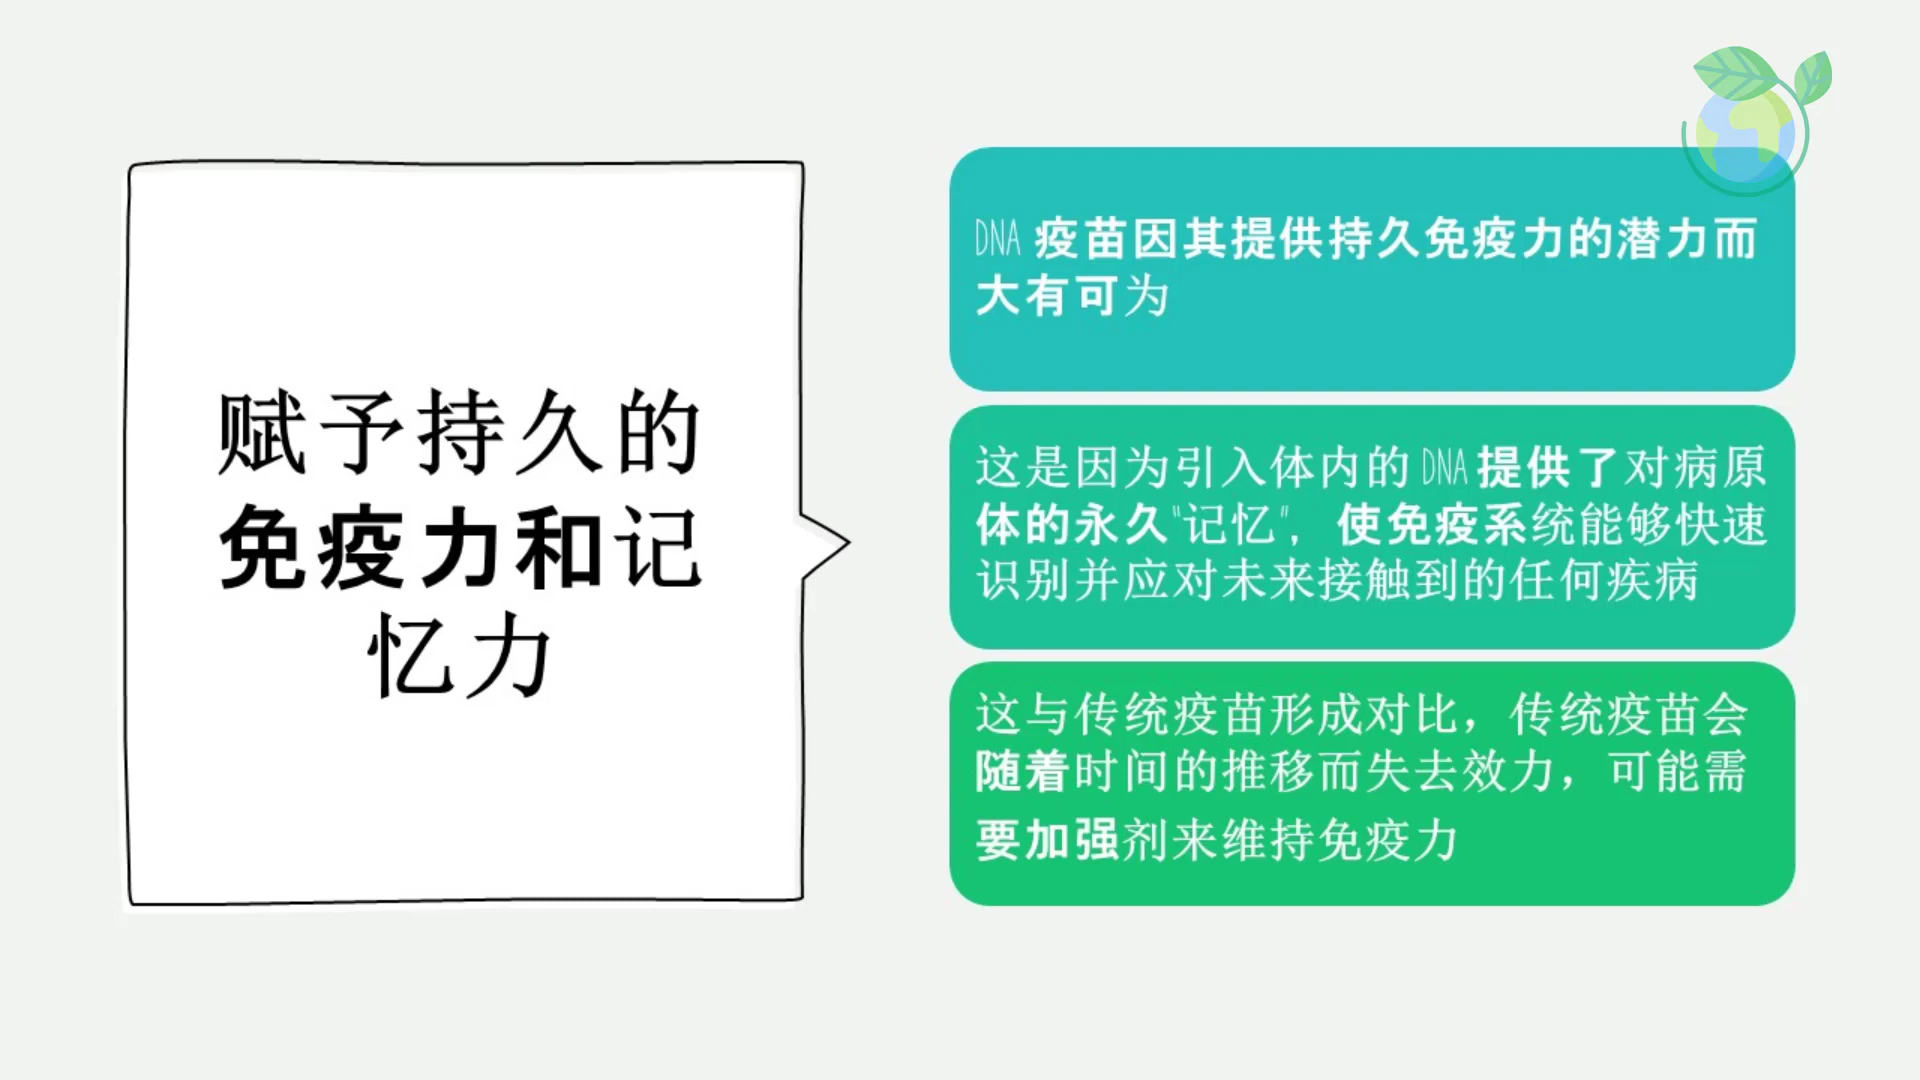 赋予持久的
免疫力和记
忆力
DNA 疫苗因其提供持久免疫力的潜力而
大有可为
这是因为引入体内的 DNA 提供了对病原
体的永久"记忆"，使免疫系统能够快速
识别并应对未来接触到的任何疾病
这与传统疫苗形成对比，传统疫苗会
随着时间的推移而失去效力，可能需
要加强剂来维持免疫力